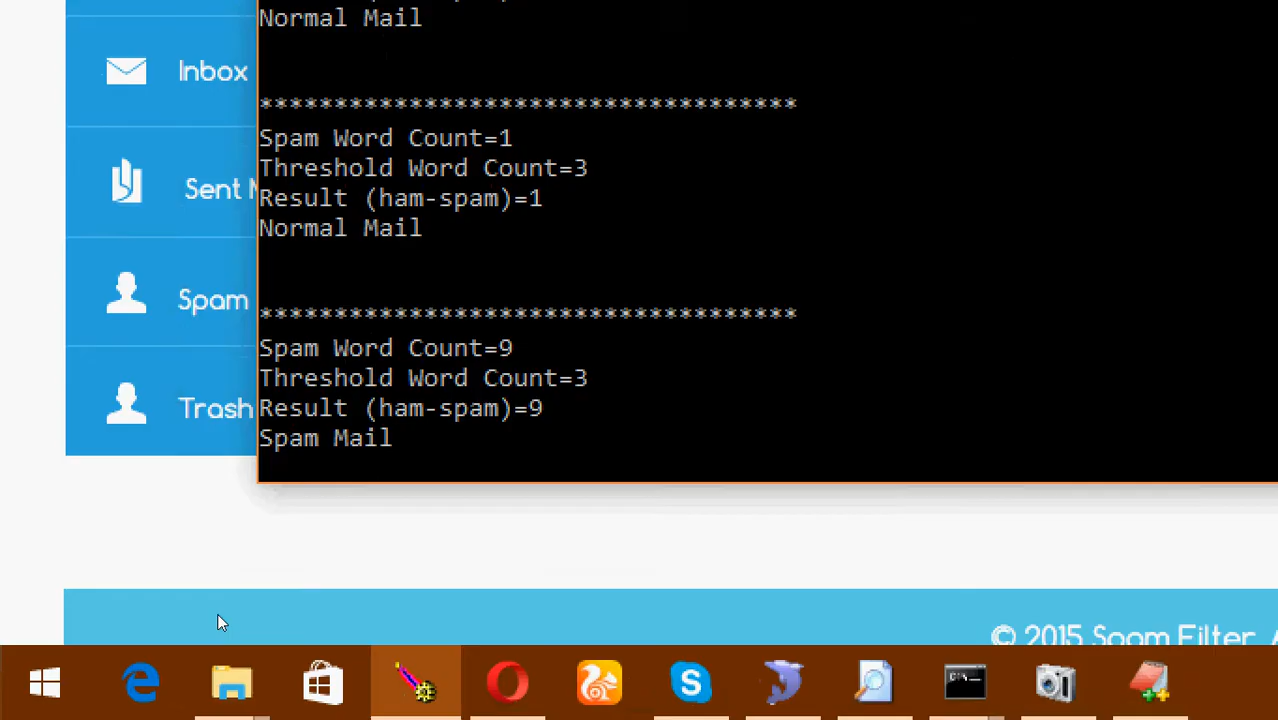 Normal Mail
Inbox
*************************************
Spam Word Count=1
Threshold Word Count=3
Sent
Result (ham-spam)=1
Normal Mail
Spam
*************************************
Spam Word Count=9
Threshold Word Count=3
Trash
Result (ham-spam)=9
Spam Mail
© 2015 Spam Filter.